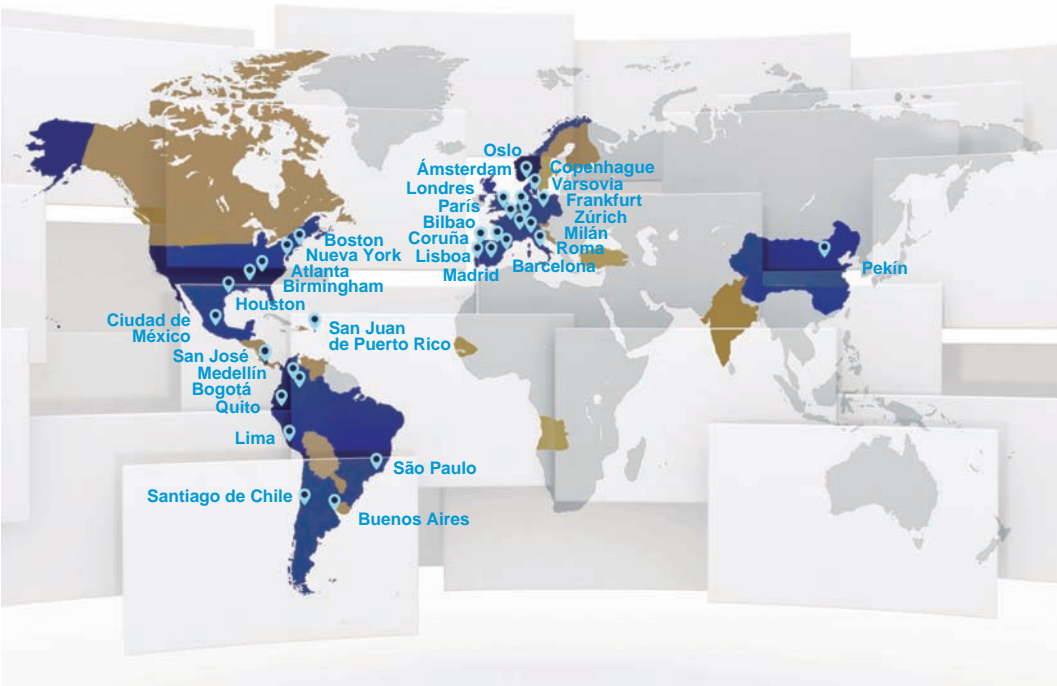 Oslo
Ámsterdam
Copenhague
Londres
Varsovia
París
Frankfurt
Bilbao
Zúrich
Coruña
Milán
Lisboa
Roma
Madrid
Barcelona
Boston
Nueva York
Atlanta
Birmingham
Houston
Pekín
Ciudad de
México
San Juan
de Puerto Rico
San José
Medellín
Bogotá
Quito
Lima
São Paulo
Santiago de Chile
Buenos Aires